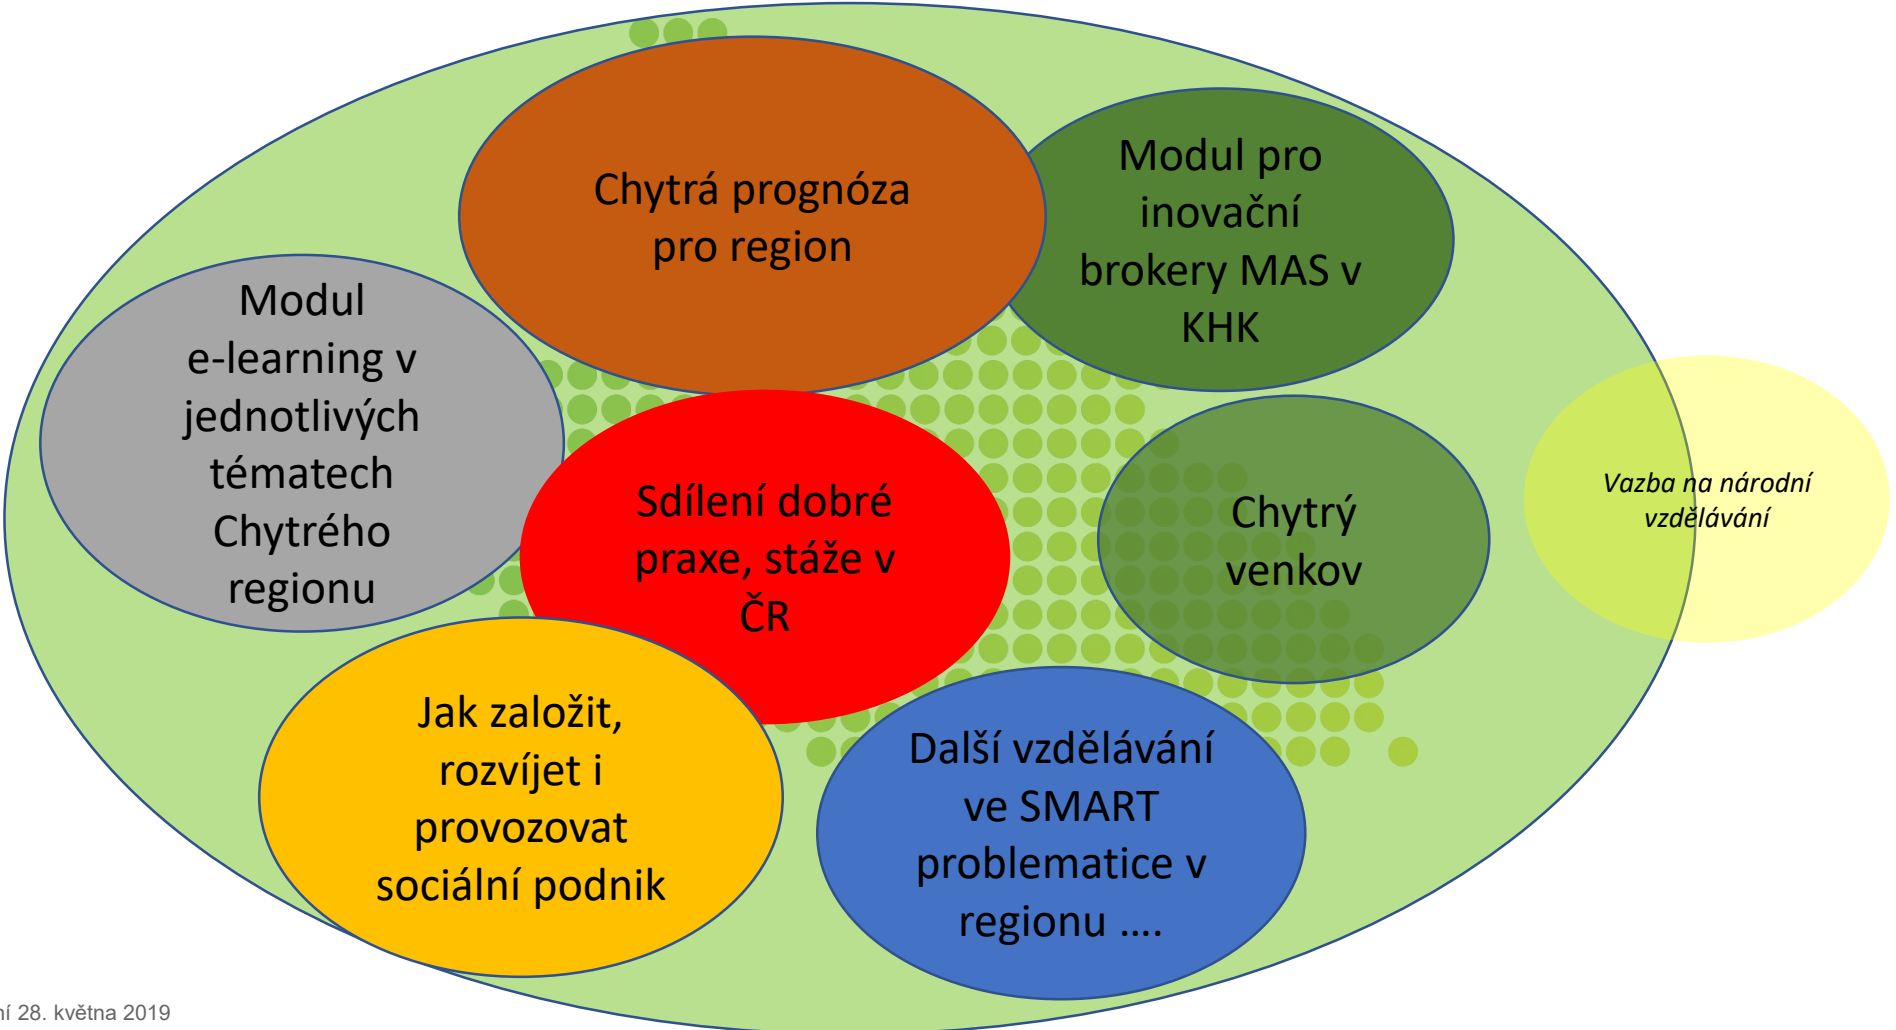 Chytrá prognóza
pro region
Modul pro
inovační
brokery MAS v
KHK
Modul
e-learning v
jednotlivých
tématech
Chytrého
regionu
Sdílení dobré
praxe, stáže v
ČR
Chytrý
venkov
Vazba na národní
vzdělávání
Jak založit,
rozvíjet i
provozovat
sociální podnik
Další vzdělávání
ve SMART
problematice v
regionu ....
ní 28. května 2019